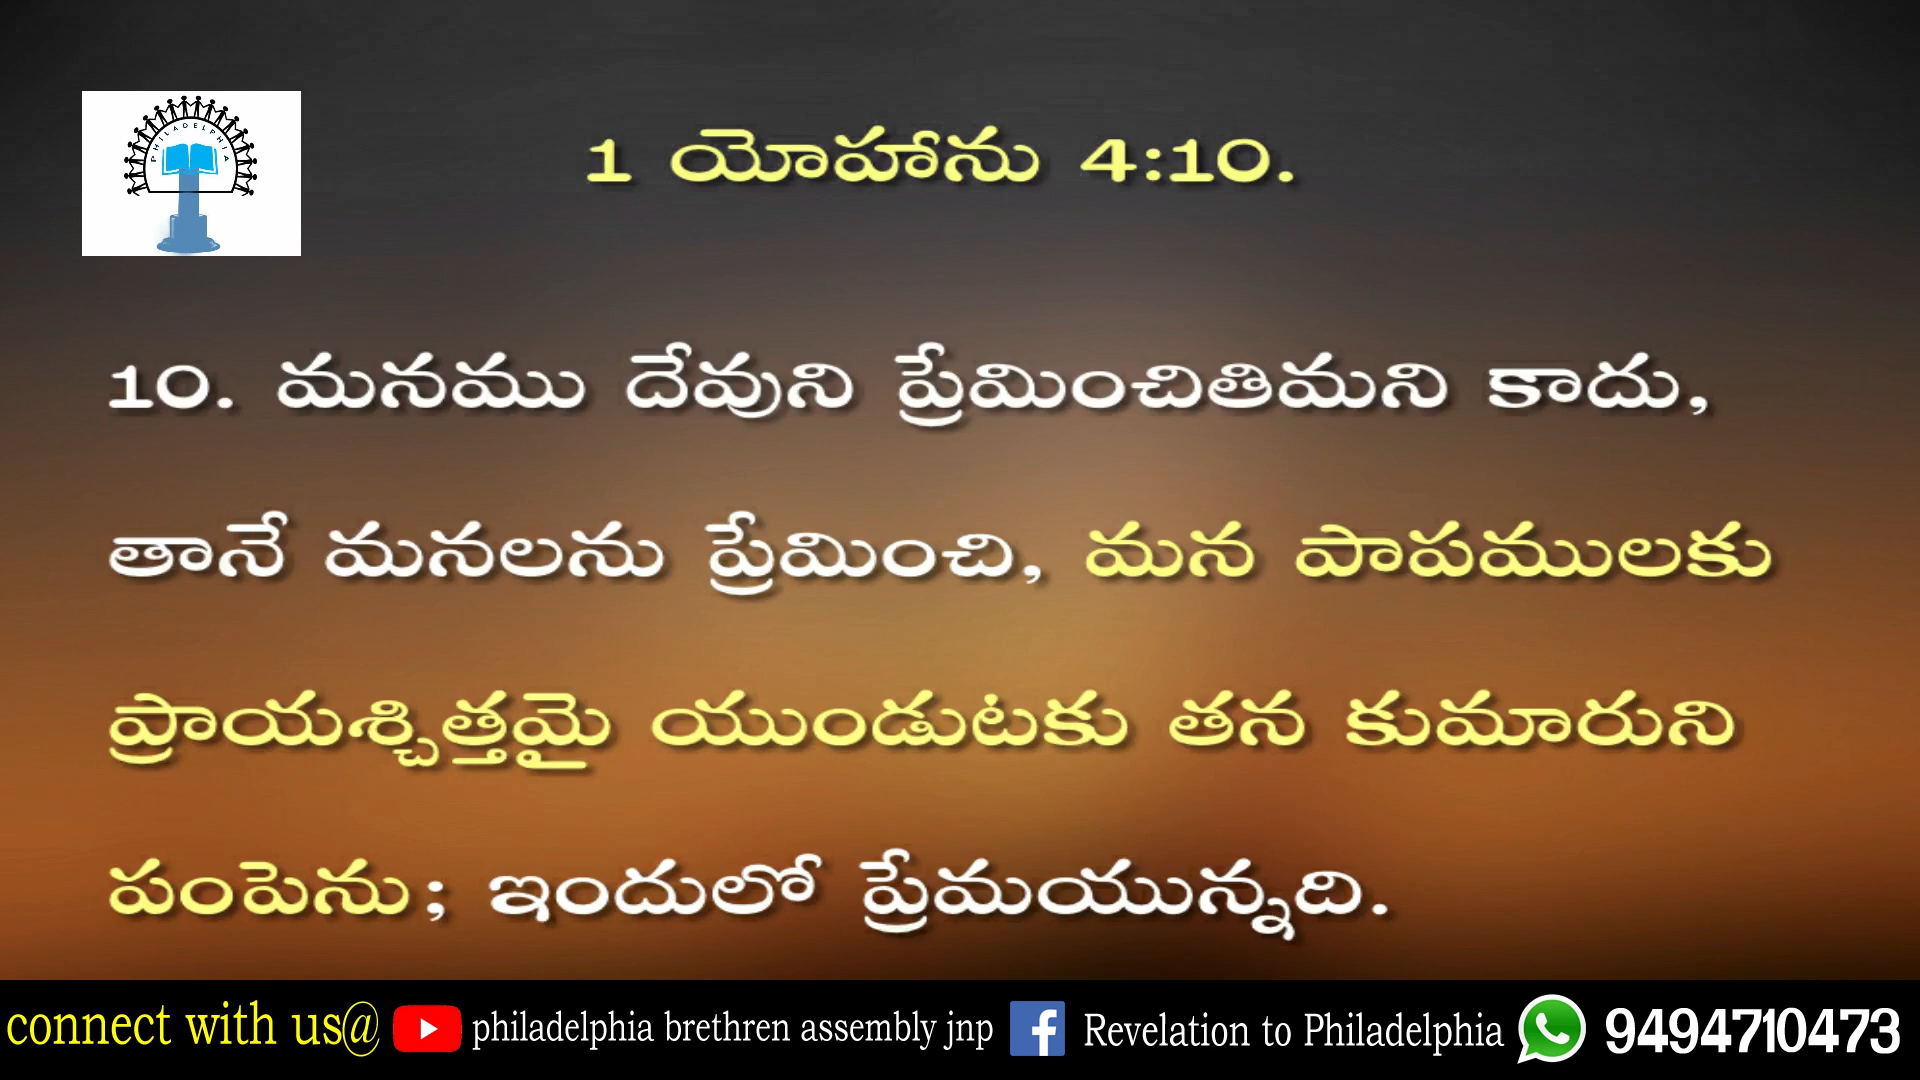 PHILADELPHIA
1 యోహాను 4:10.
10. మనము దేవుని ప్రేమించితిమని కాదు,
తానే మనలను ప్రేమించి, మన పాపములకు
ప్రాయశ్చిత్తమై యుండుటకు తన కుమారుని
పంపెను; ఇందులో ప్రేమయున్నది.
connect with us@ philadelphia brethren assembly jnp Revelation to Philadelphia 9494710473